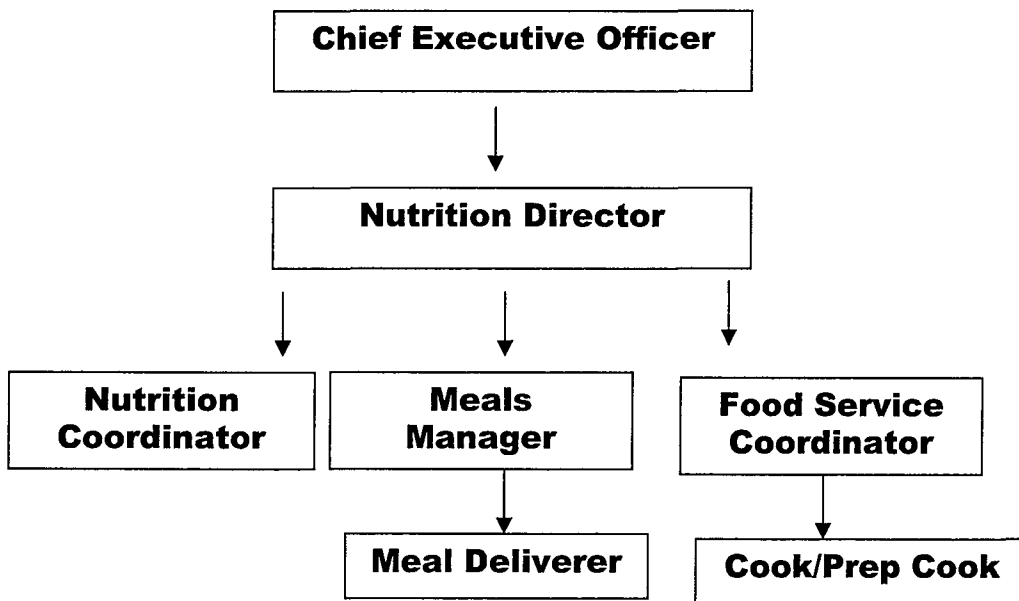 Chief Executive Officer
Nutrition Director
Nutrition
Coordinator
Meals
Manager
Food Service
Coordinator
Meal Deliverer
Cook/Prep Cook